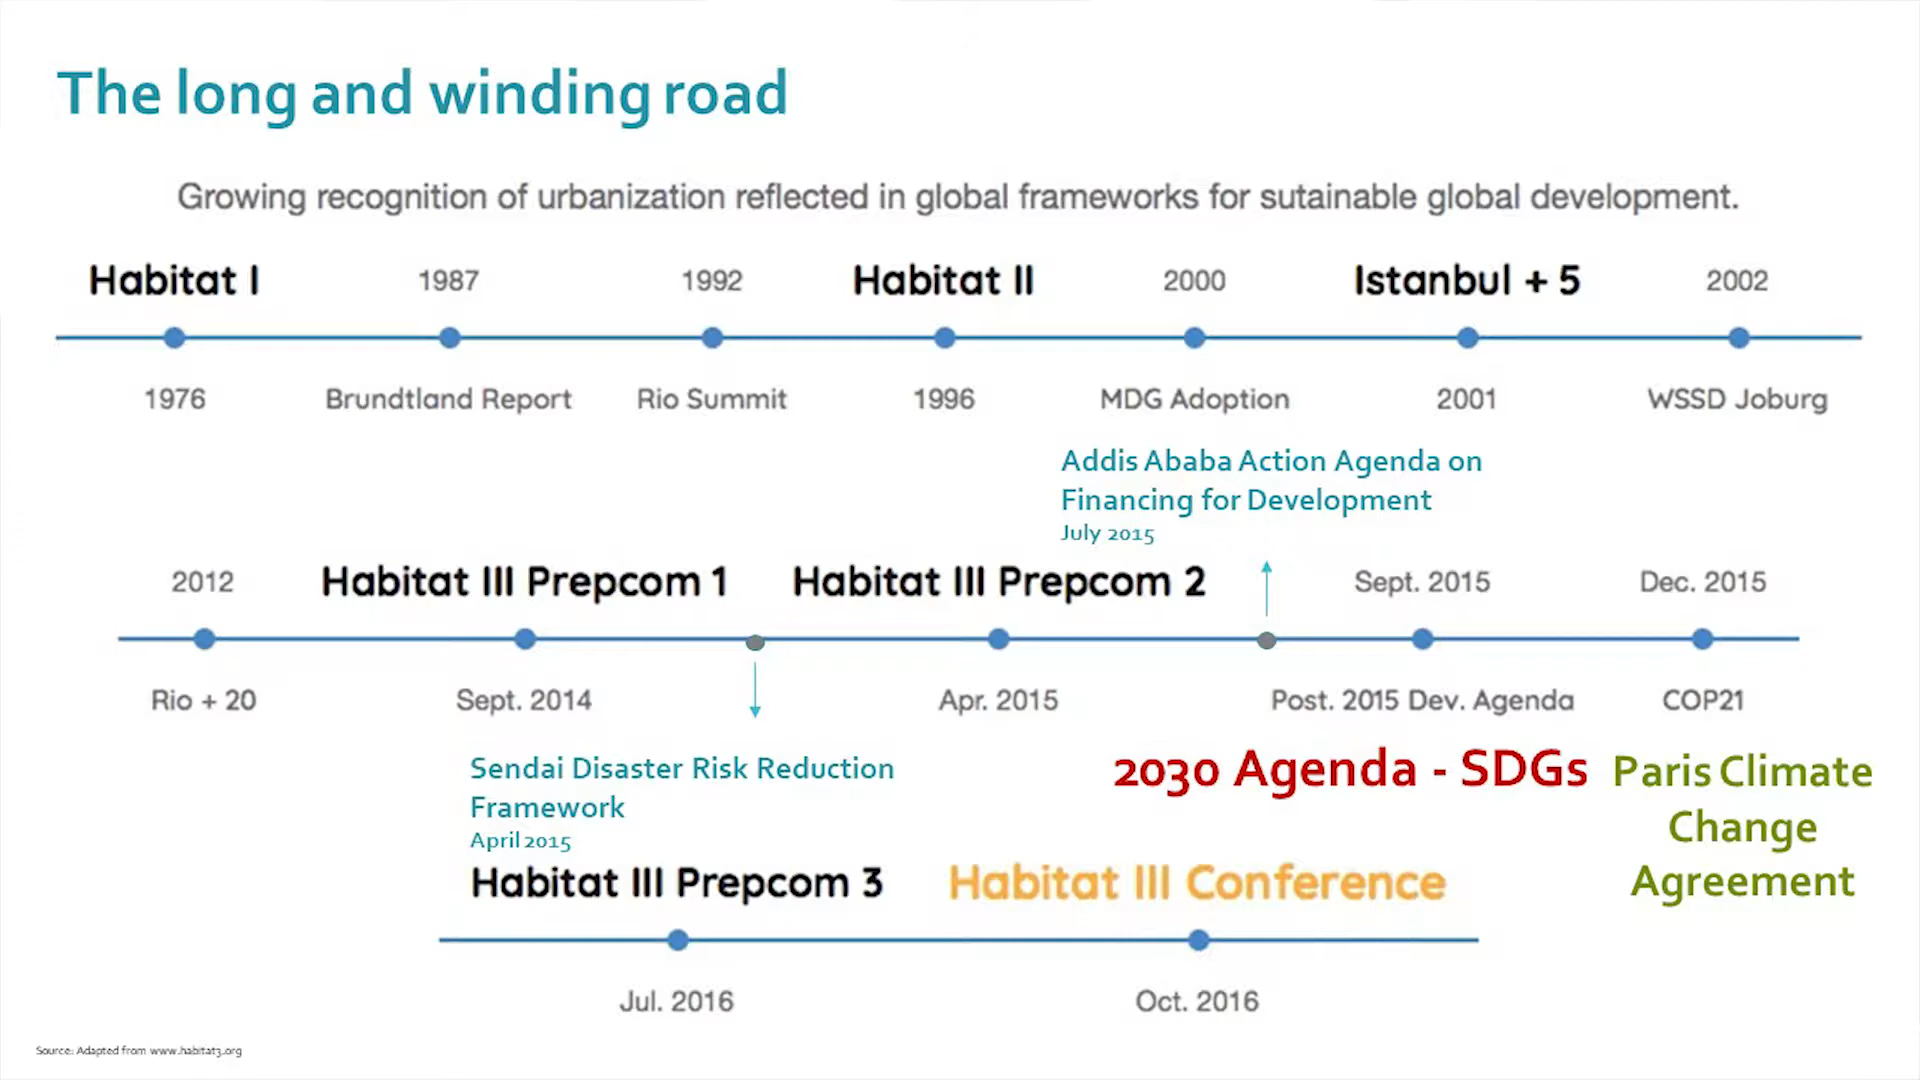 The long and winding road
Growing recognition of urbanization reflected in global frameworks for sutainable global development.
Habitat I 1987 1992 Habitat II 2000 Istanbul + 5 2002
1976 Brundtland Report Rio Summit 1996 MDG Adoption 2001 WSSD Joburg
Addis Ababa Action Agenda on
Financing for Development
July 2015
2012 Habitat III Prepcom 1 Habitat III Prepcom 2 Sept. 2015 Dec. 2015
Rio + 20 Sept. 2014 Apr. 2015 Post. 2015 Dev. Agenda COP21
Sendai Disaster Risk Reduction
Framework
April 2015
2030 Agenda - SDGs
Paris Climate
Change
Agreement
Habitat III Prepcom 3 Habitat III Conference
Jul. 2016 Oct. 2016
Source: Adapted from www.habitat3.org